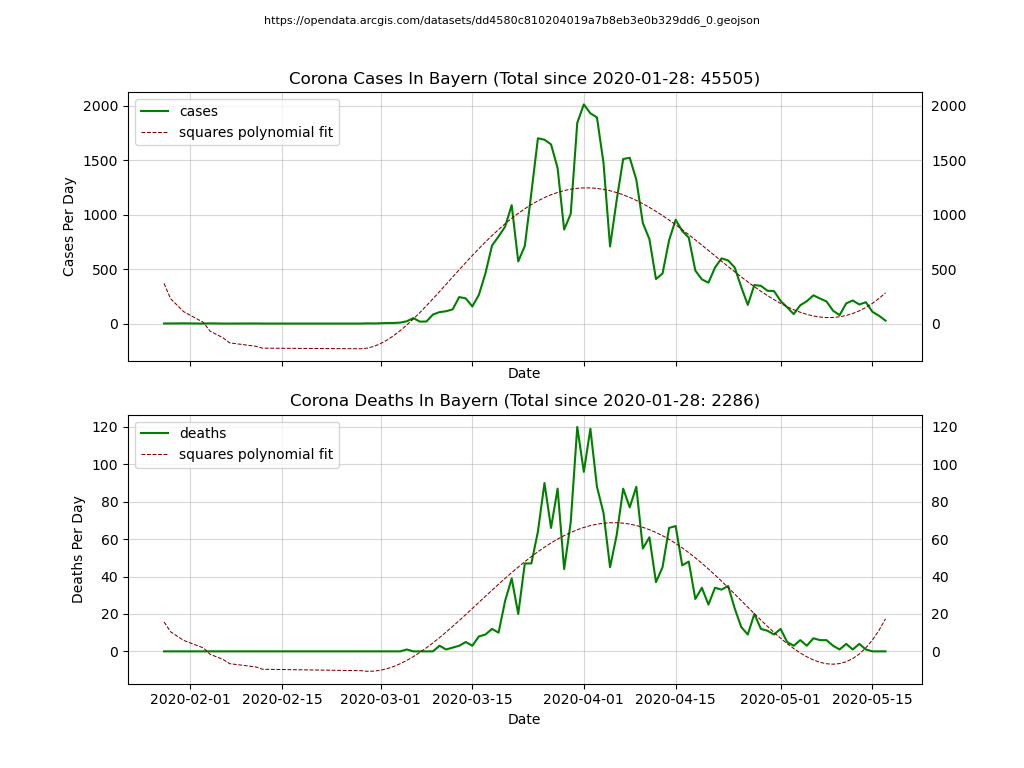 https://opendata.arcgis.com/datasets/dd4580c810204019a7b8eb3e0b329dd6_0.geojson
Corona Cases In Bayern (Total since 2020-01-28: 45505)
cases
squares polynomial fit
2000 2000
1500 1500
1000 1000
500 500
0 0
Cases Per Day
Date
Corona Deaths In Bayern (Total since 2020-01-28: 2286)
deaths
squares polynomial fit
120 120
100 100
80 80
60 60
40 40
20 20
0 0
Deaths Per Day
2020-02-01 2020-02-15 2020-03-01 2020-03-15 2020-04-01 2020-04-15 2020-05-01 2020-05-15
Date